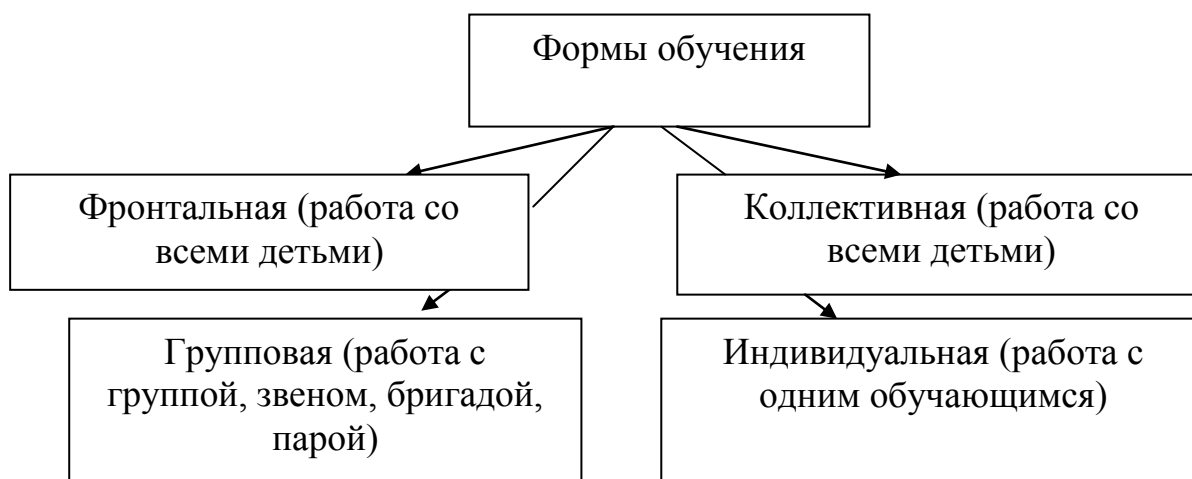 Формы обучения
Фронтальная (работа со
всеми детьми)
Коллективная (работа со
всеми детьми)
Групповая (работа с
группой, звеном, бригадой,
парой)
Индивидуальная (работа с
одним обучающимся)